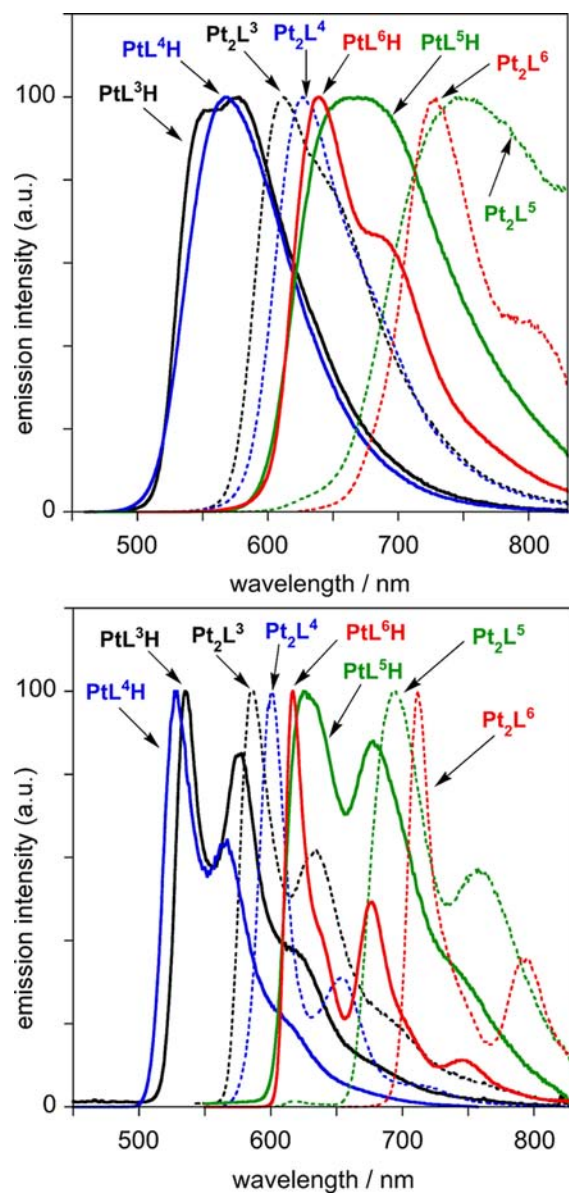 PtL⁴H
Pt₂L³
Pt₂L⁴
PtL⁶H
PtL⁵H
Pt₂L⁶
PtL³H
100
Pt₂L⁵
emission intensity (a.u.)
0
500 600 700 800
wavelength / nm
PtL³H
Pt₂L³
Pt₂L⁴
PtL⁶H
Pt₂L⁵
PtL⁴H
PtL⁵H
100
Pt₂L⁶
emission intensity (a.u.)
0
500 600 700 800
wavelength / nm